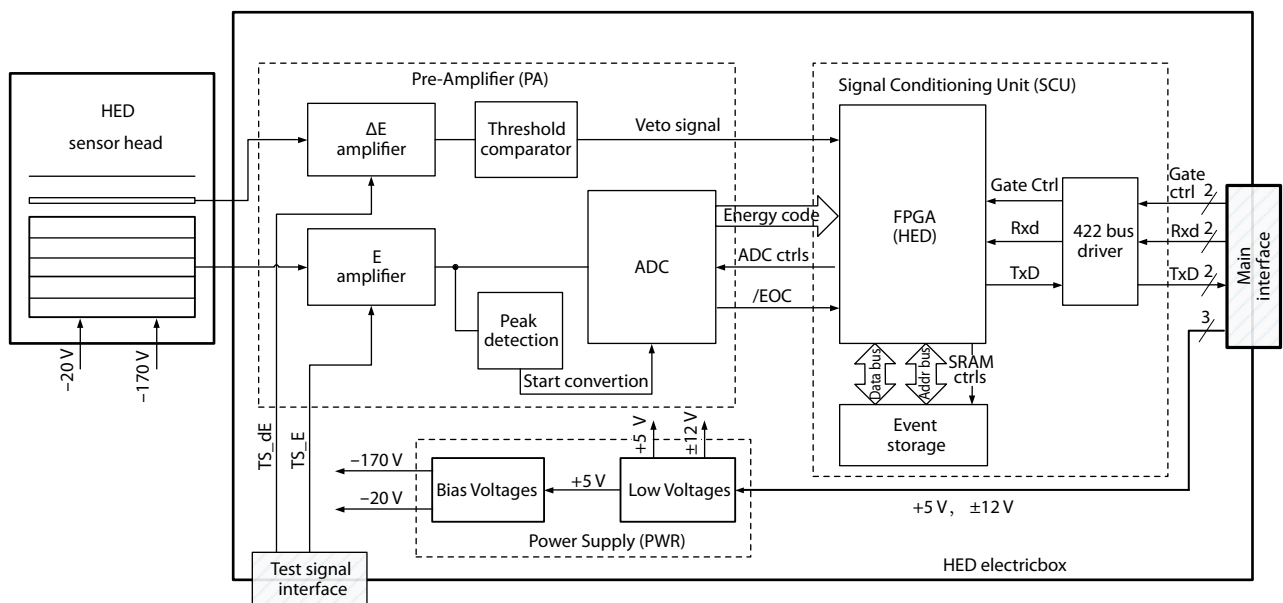 HED
sensor head
–20 V
–170 V
Pre-Amplifier (PA)
ΔE
amplifier
Threshold
comparator
Veto signal
E
amplifier
Peak
detection
Start convertion
ADC
Energy code
ADC ctrls
/EOC
Signal Conditioning Unit (SCU)
FPGA
(HED)
Gate Ctrl
Rxd
TxD
422 bus
driver
Gate
ctrl
2
Rxd
2
TxD
2
3
Main
interface
Data bus
Addr bus
SRAM
ctrls
Event
storage
TS_dE
TS_E
–170 V
–20 V
Bias Voltages
+5 V
Low Voltages
+5 V
±12 V
Power Supply (PWR)
+5 V, ±12 V
Test signal
interface
HED electricbox